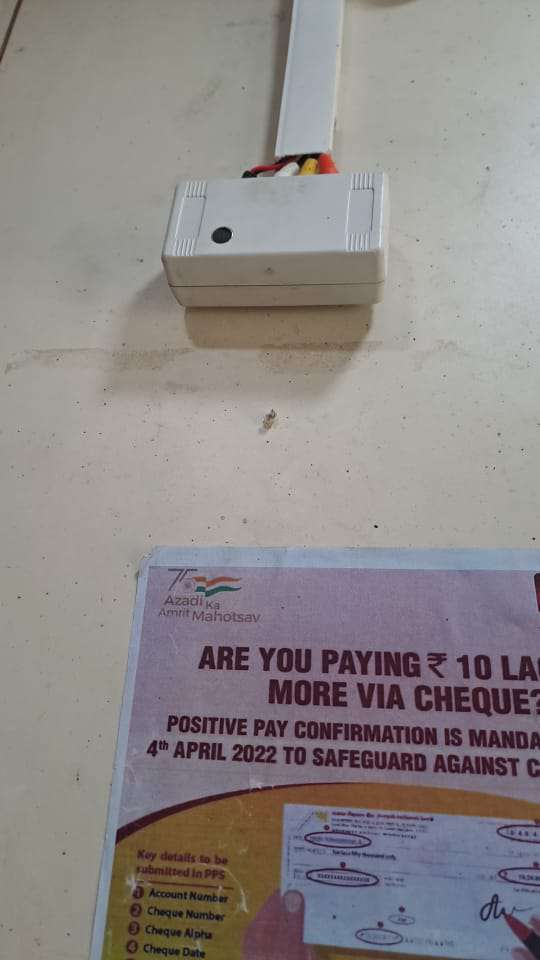 75
Azadi Ka
Amrit Mahotsav
ARE YOU PAYING ₹ 10 LA
MORE VIA CHEQUE?
POSITIVE PAY CONFIRMATION IS MANDA
4th APRIL 2022 TO SAFEGUARD AGAINST C
Key details to be
submitted in PPS
1 Account Number
2 Cheque Number
3 Cheque Alpha
4 Cheque Date